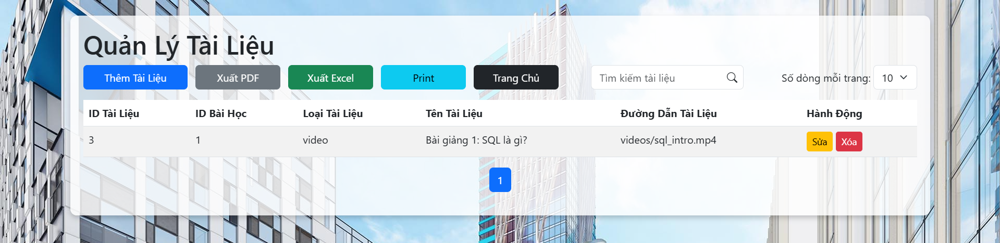 Quản Lý Tài Liệu
Thêm Tài Liệu Xuất PDF Xuất Excel Print Trang Chủ Tìm kiếm tài liệu Số dòng mỗi trang: 10
ID Tài Liệu ID Bài Học Loại Tài Liệu Tên Tài Liệu Đường Dẫn Tài Liệu Hành Động
3 1 video Bài giảng 1: SQL là gì? videos/sql_intro.mp4 Sửa Xóa
1